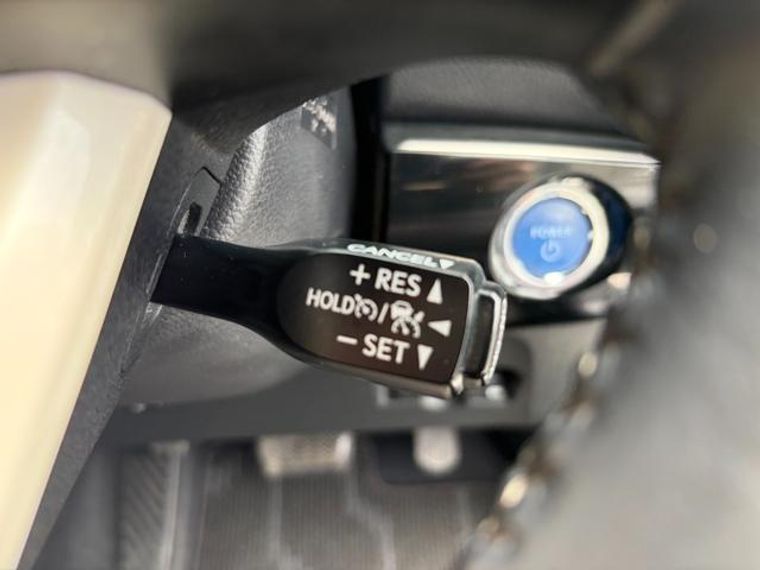 CANCEL▼
+ RES ▲
HOLD / ◄
− SET ▼
POWER